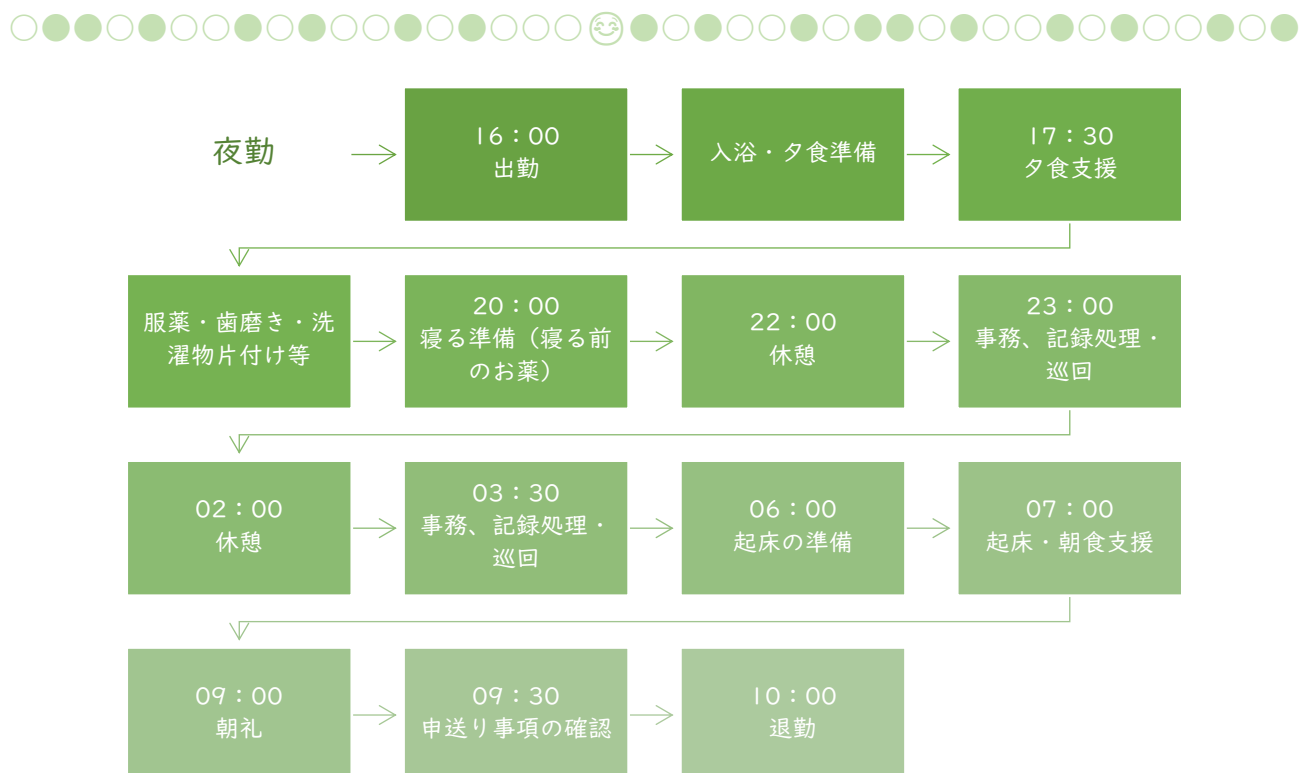 夜勤
16：00
出勤
入浴・夕食準備
17：30
夕食支援
服薬・歯磨き・洗
濯物片付け等
20：00
寝る準備（寝る前
のお薬）
22：00
休憩
23：00
事務、記録処理・
巡回
02：00
休憩
03：30
事務、記録処理・
巡回
06：00
起床の準備
07：00
起床・朝食支援
09：00
朝礼
09：30
申送り事項の確認
10：00
退勤